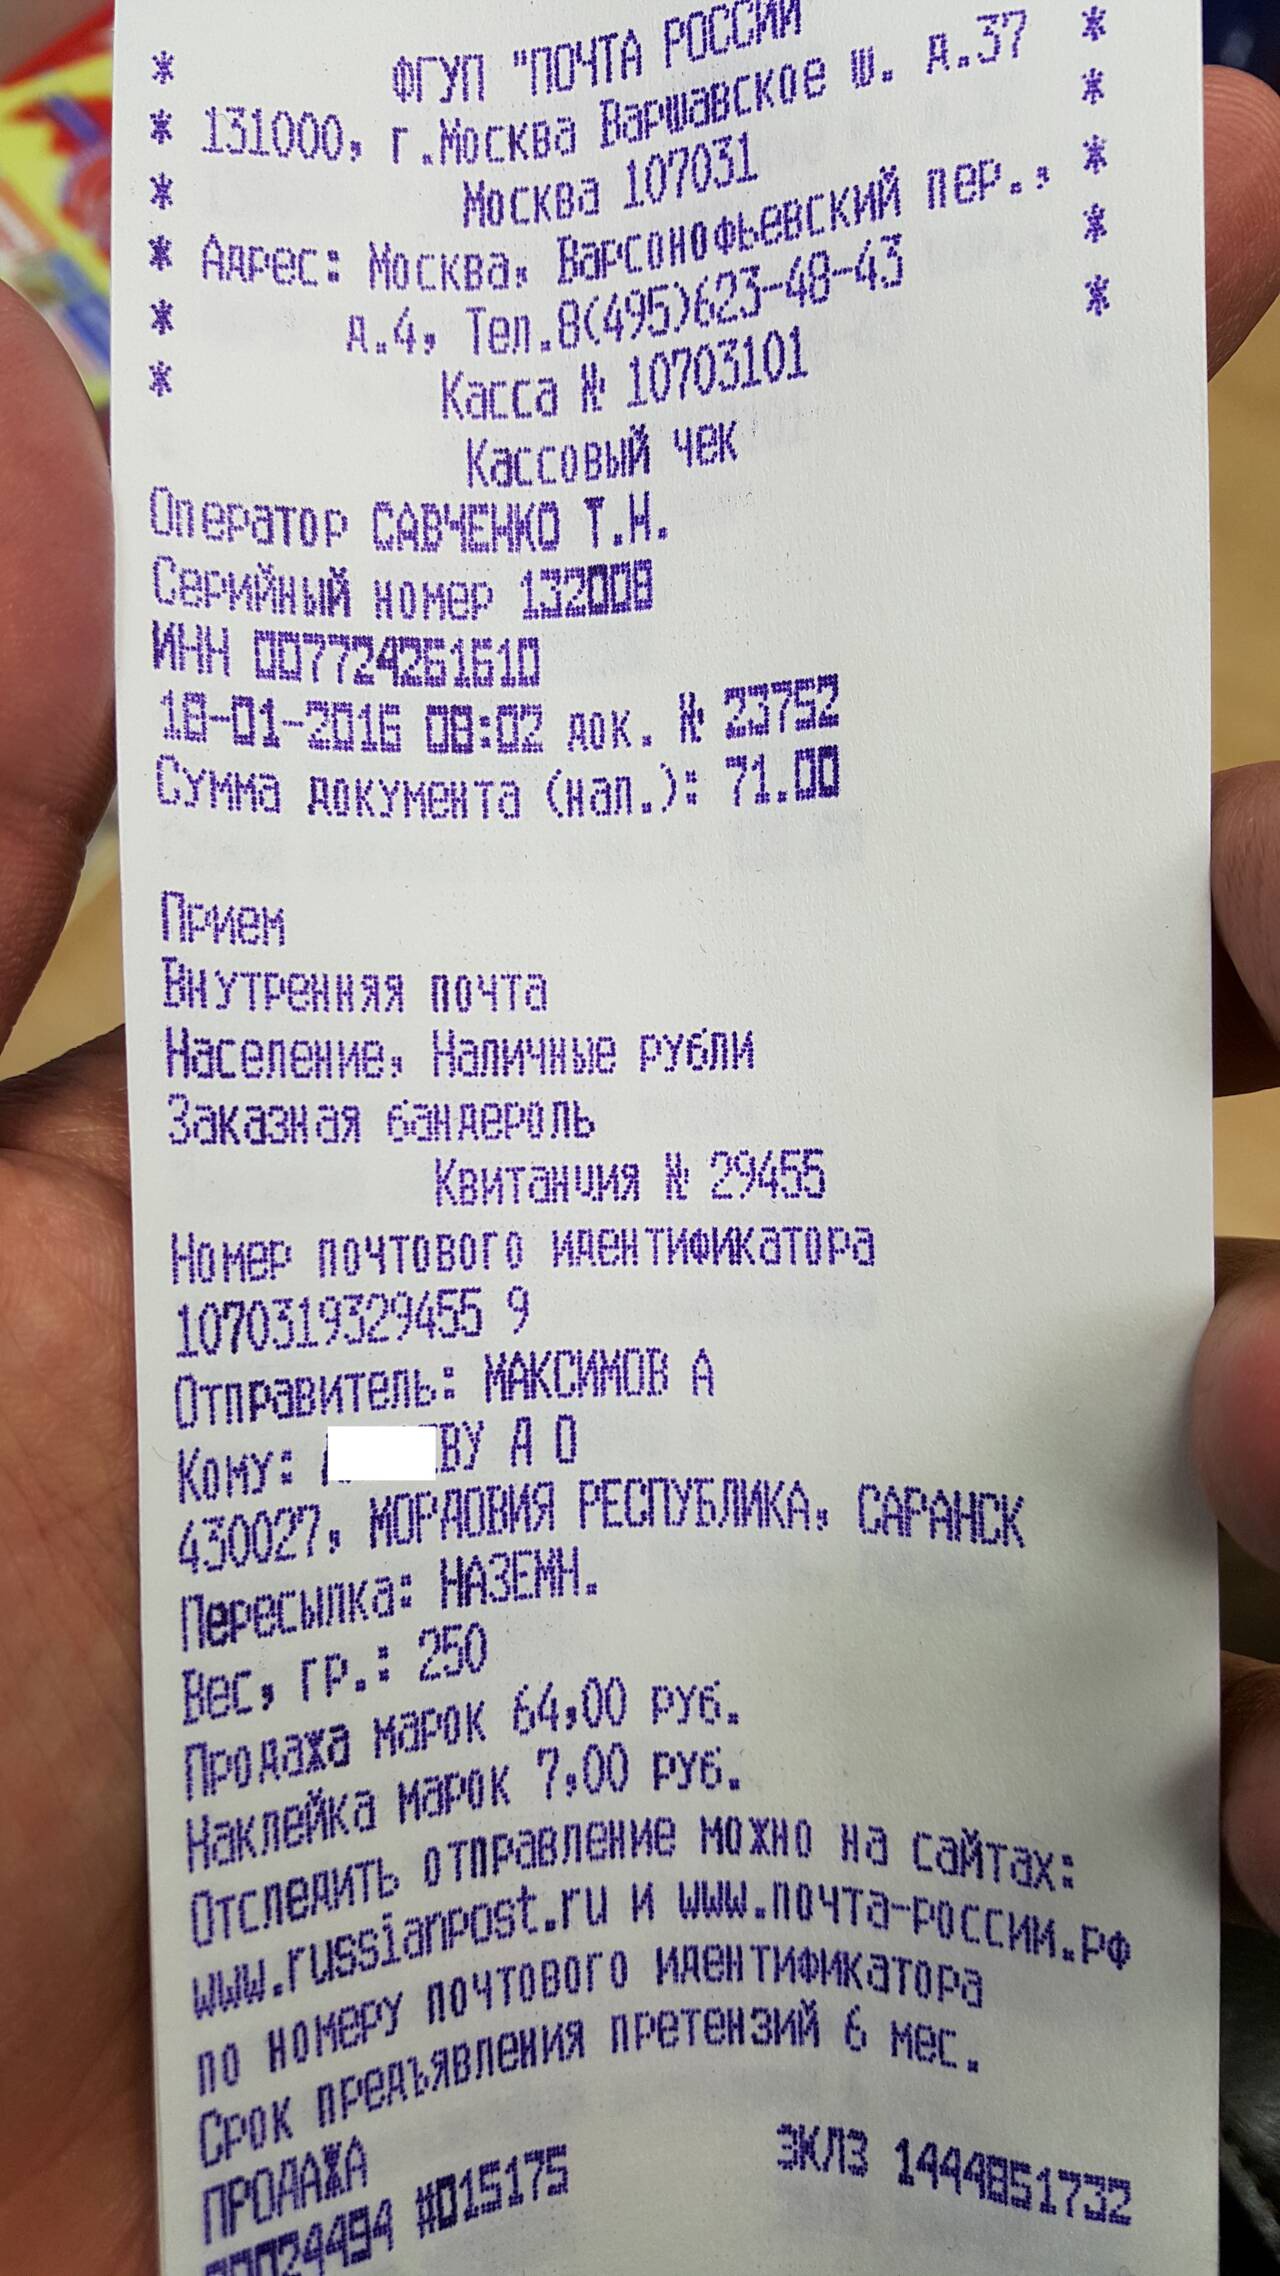 * ФГУП "ПОЧТА РОССИИ *
* 131000, г.Москва Варшавское ш. д.37 *
* Москва 107031 *
* Адрес: Москва, Варсонофьевский пер., *
* д.4, Тел.8(495)623-48-43 *
* Касса № 10703101
Кассовый чек
Оператор САВЧЕНКО Т.Н.
Серийный номер 132008
ИНН 007724261610
18-01-2016 08:02 док. № 23752
Сумма документа (нал.): 71.00
Прием
Внутренняя почта
Население, Наличные рубли
Заказная бандероль
Квитанция № 29455
Номер почтового идентификатора
1070319329455 9
Отправитель: МАКСИМОВ А
Кому: ВУ А О
430027, МОРДОВИЯ РЕСПУБЛИКА, САРАНСК
Пересылка: НАЗЕМН.
Вес, гр.: 250
Продажа марок 64,00 руб.
Наклейка марок 7,00 руб.
Отследить отправление можно на сайтах:
www.russianpost.ru и www.почта-россии.рф
по номеру почтового идентификатора
Срок предъявления претензий 6 мес.
ПРОДАЖА ЭКЛЗ 1444851732
00024494 #015175